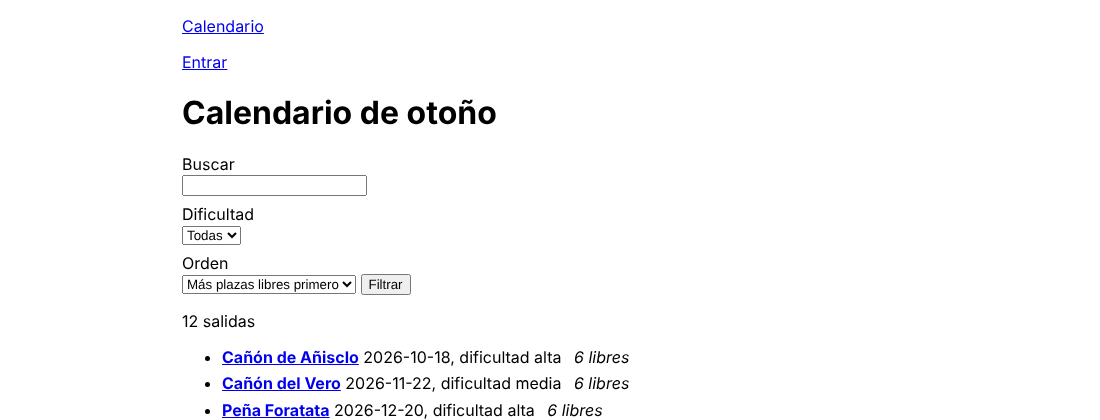 Calendario
Entrar
Calendario de otoño
Buscar
Dificultad
Todas
Orden
Más plazas libres primero Filtrar
12 salidas
Cañón de Añisclo 2026-10-18, dificultad alta 6 libres
Cañón del Vero 2026-11-22, dificultad media 6 libres
Peña Foratata 2026-12-20, dificultad alta 6 libres